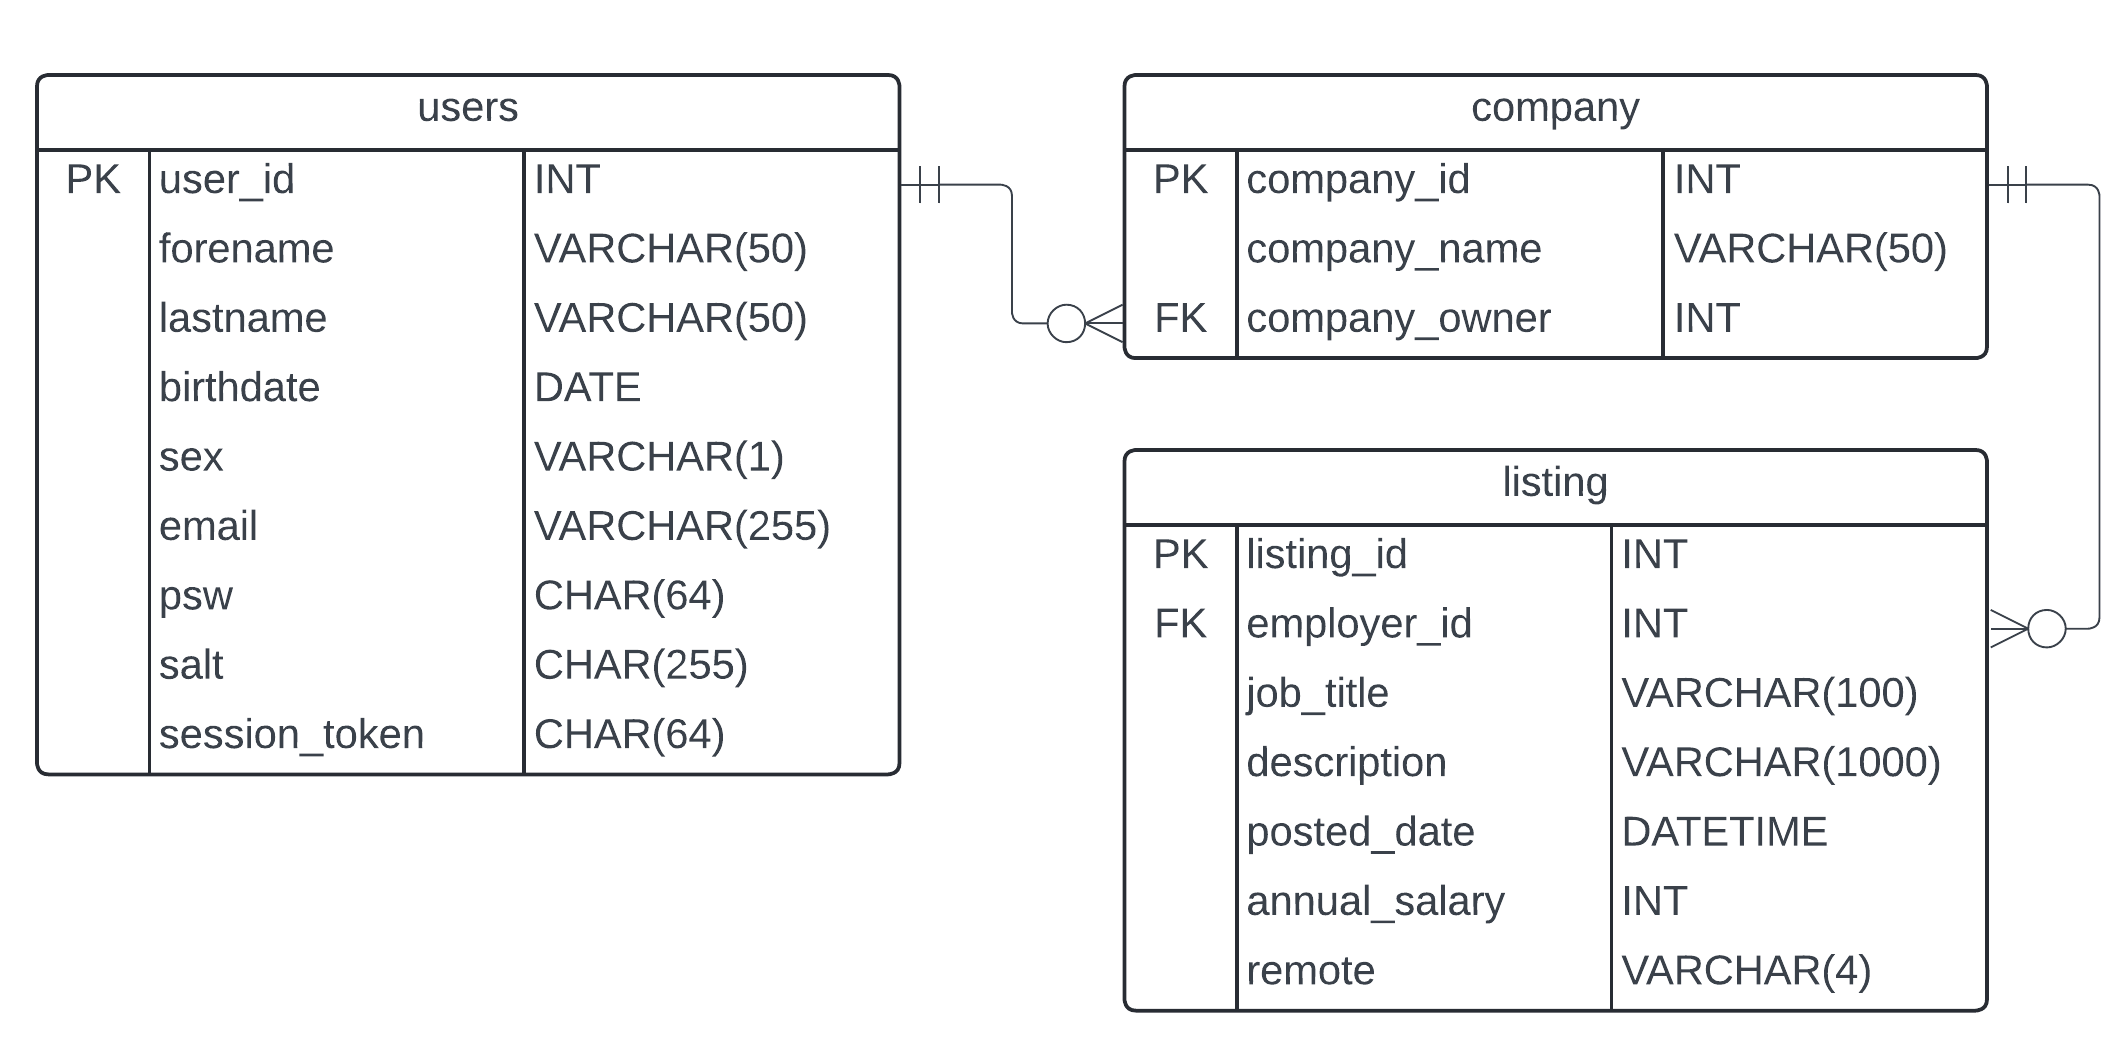 users
PK user_id INT
forename VARCHAR(50)
lastname VARCHAR(50)
birthdate DATE
sex VARCHAR(1)
email VARCHAR(255)
psw CHAR(64)
salt CHAR(255)
session_token CHAR(64)
company
PK company_id INT
company_name VARCHAR(50)
FK company_owner INT
listing
PK listing_id INT
FK employer_id INT
job_title VARCHAR(100)
description VARCHAR(1000)
posted_date DATETIME
annual_salary INT
remote VARCHAR(4)